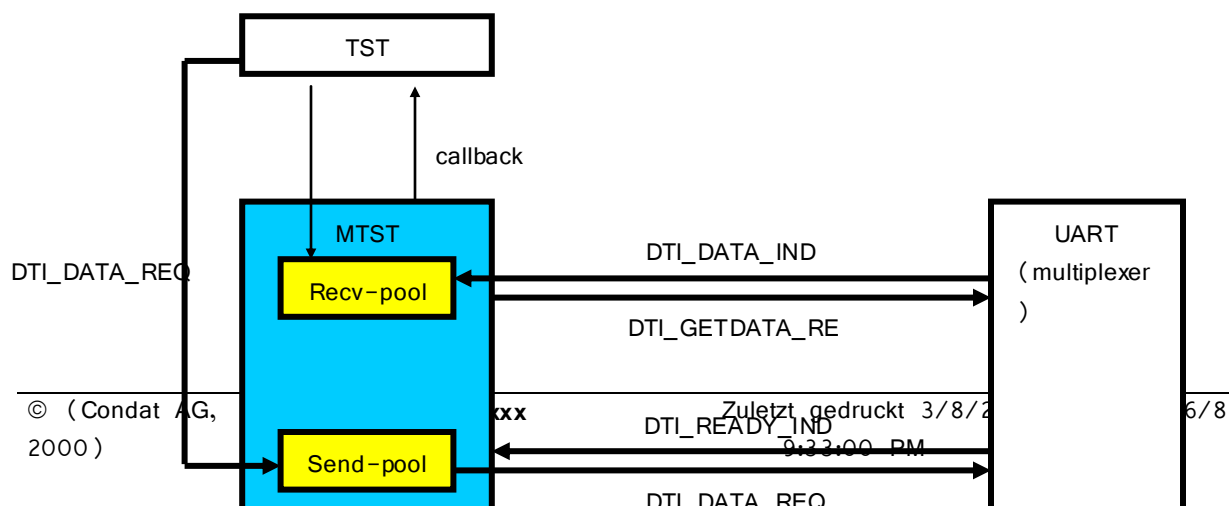 TST
callback
MTST
UART
(multiplexer
)
DTI_DATA_REQ
DTI_DATA_IND
Recv-pool
DTI_GETDATA_RE
© (Condat AG,
2000)
xxx
Zuletzt gedruckt 3/8/2
9:33:00 PM
6/8
DTI_READY_IND
Send-pool
DTI_DATA_REQ